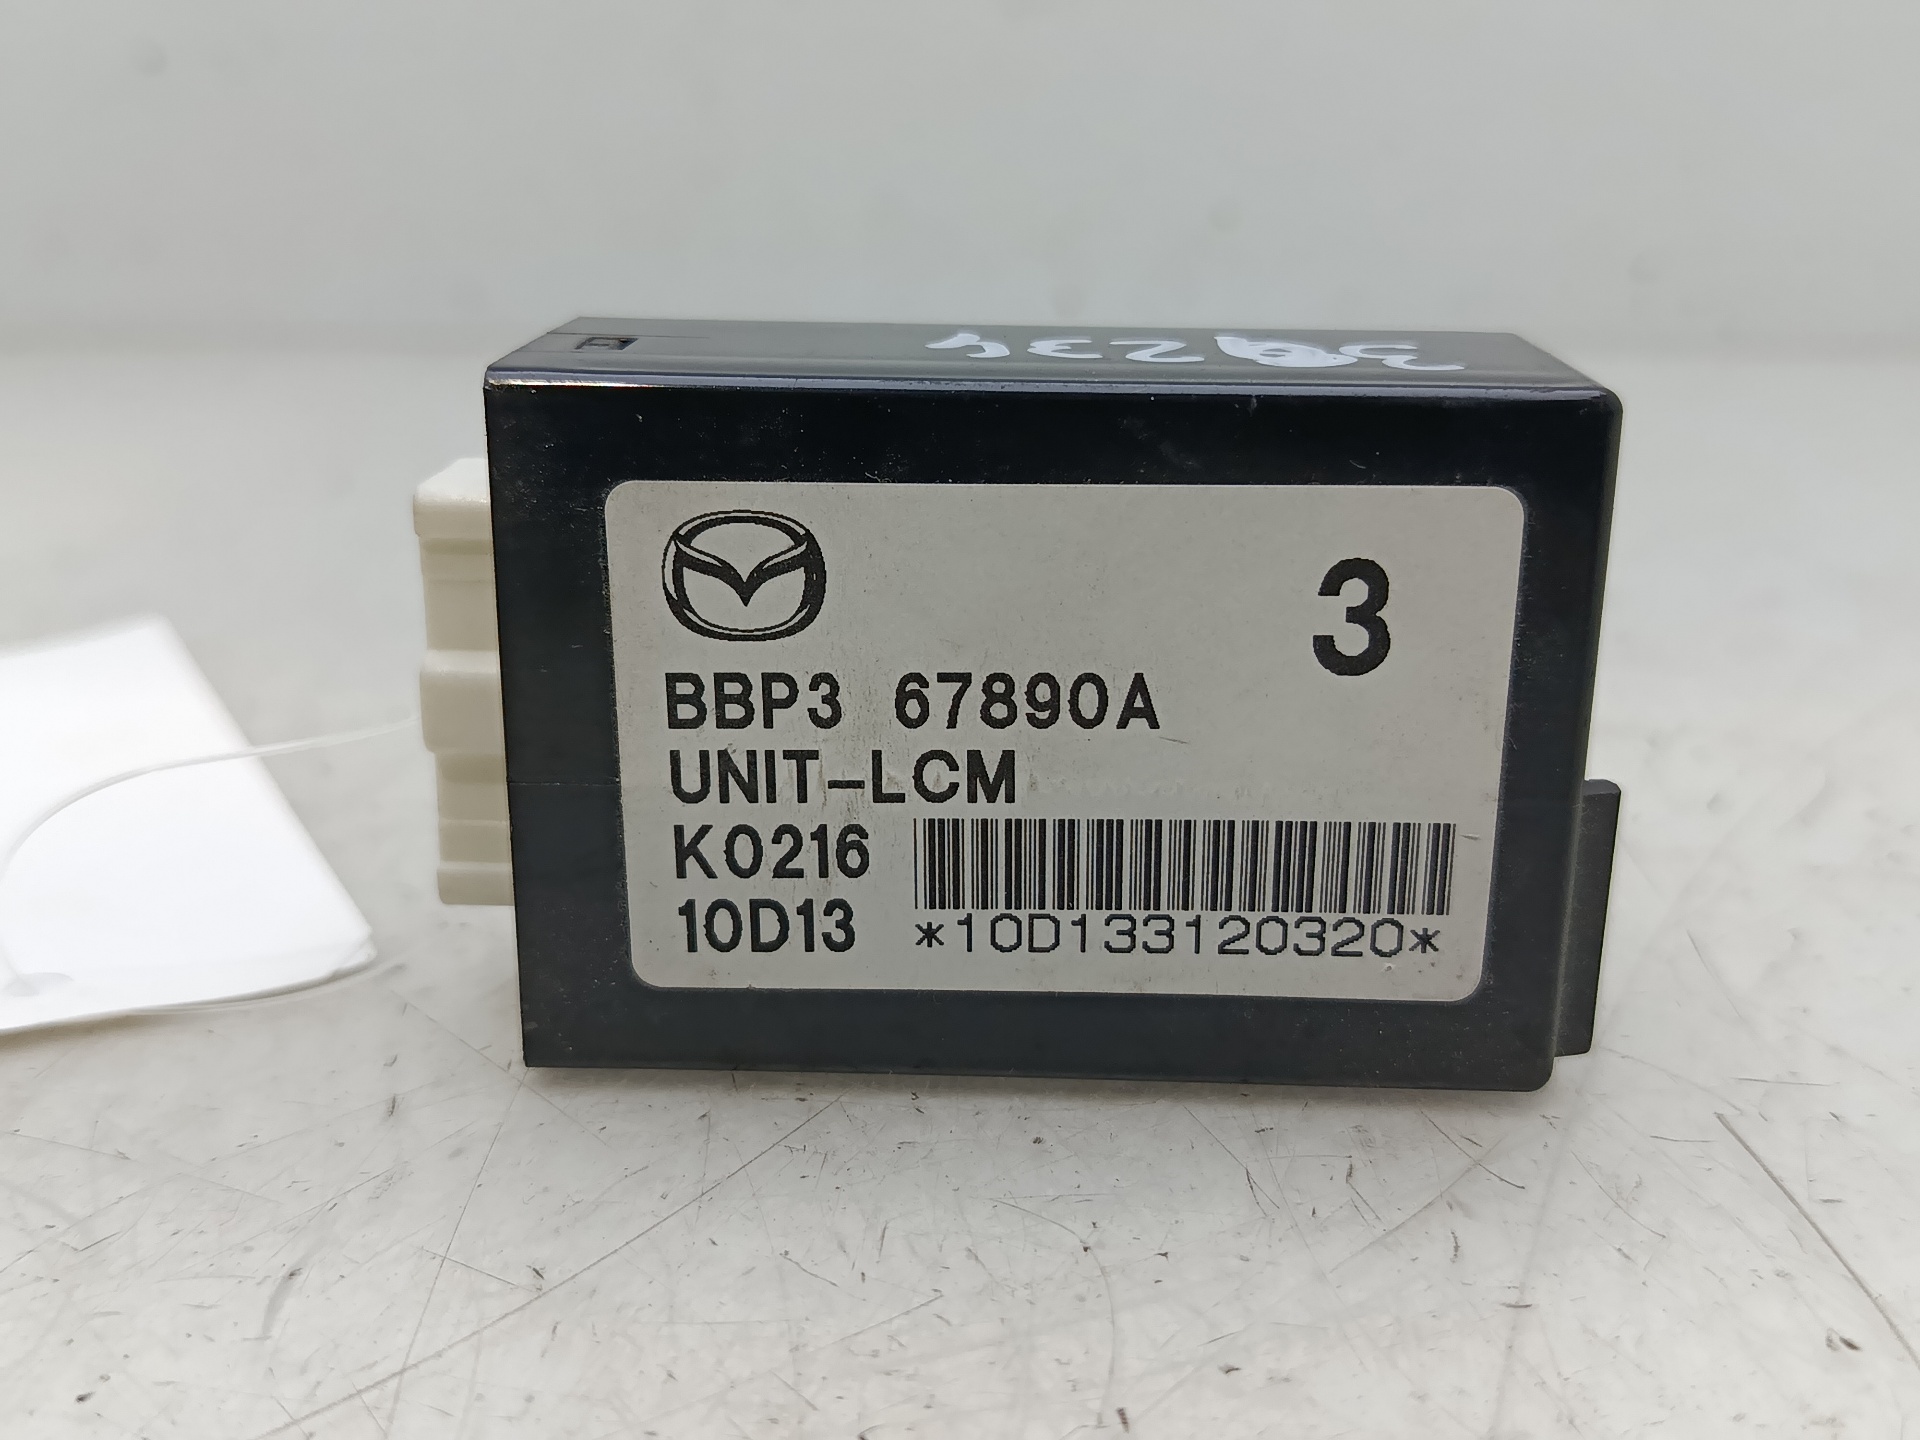 3
BBP3 67890A
UNIT-LCM
K0216
10D13 *10D133120320*